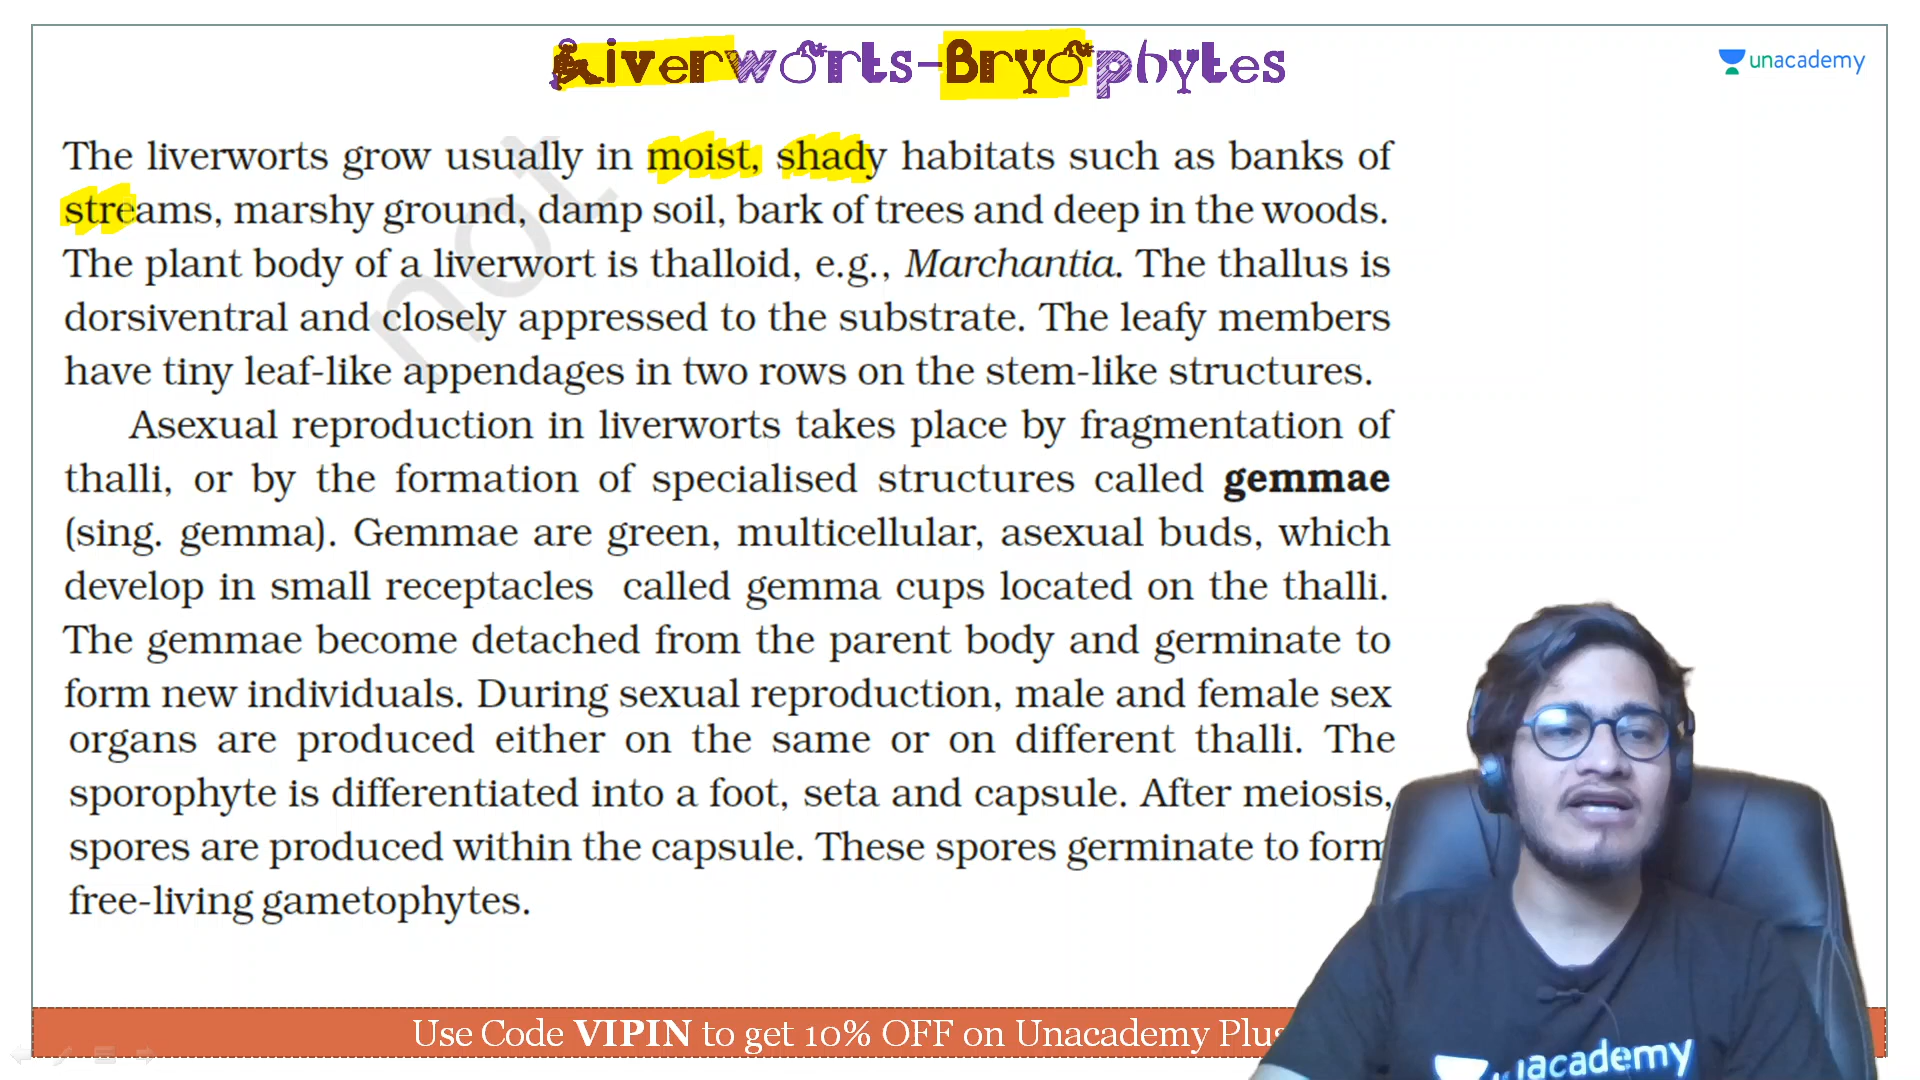 Liverworts-Bryophytes
unacademy
not
The liverworts grow usually in moist, shady habitats such as banks of
streams, marshy ground, damp soil, bark of trees and deep in the woods.
The plant body of a liverwort is thalloid, e.g., Marchantia. The thallus is
dorsiventral and closely appressed to the substrate. The leafy members
have tiny leaf-like appendages in two rows on the stem-like structures.
Asexual reproduction in liverworts takes place by fragmentation of
thalli, or by the formation of specialised structures called gemmae
(sing. gemma). Gemmae are green, multicellular, asexual buds, which
develop in small receptacles called gemma cups located on the thalli.
The gemmae become detached from the parent body and germinate to
form new individuals. During sexual reproduction, male and female sex
organs are produced either on the same or on different thalli. The
sporophyte is differentiated into a foot, seta and capsule. After meiosis,
spores are produced within the capsule. These spores germinate to form
free-living gametophytes.
Use Code VIPIN to get 10% OFF on Unacademy Plus
unacademy